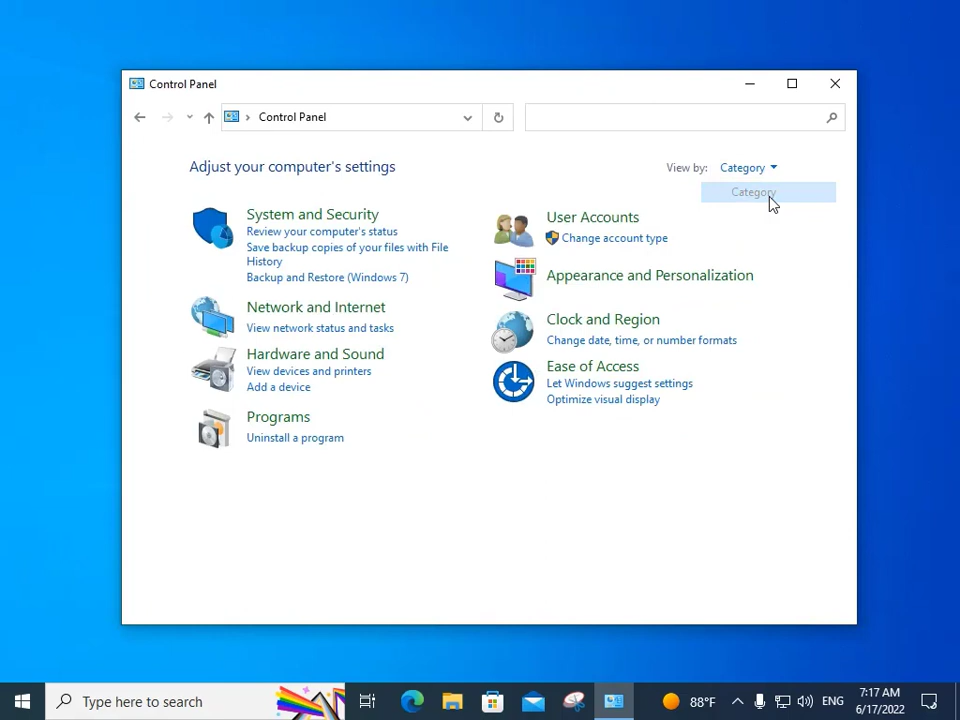 Control Panel
Control Panel
Adjust your computer's settings
View by: Category
Category
System and Security
Review your computer's status
Save backup copies of your files with File
History
Backup and Restore (Windows 7)
Network and Internet
View network status and tasks
Hardware and Sound
View devices and printers
Add a device
Programs
Uninstall a program
User Accounts
Change account type
Appearance and Personalization
Clock and Region
Change date, time, or number formats
Ease of Access
Let Windows suggest settings
Optimize visual display
Type here to search
88°F
ENG
7:17 AM
6/17/2022